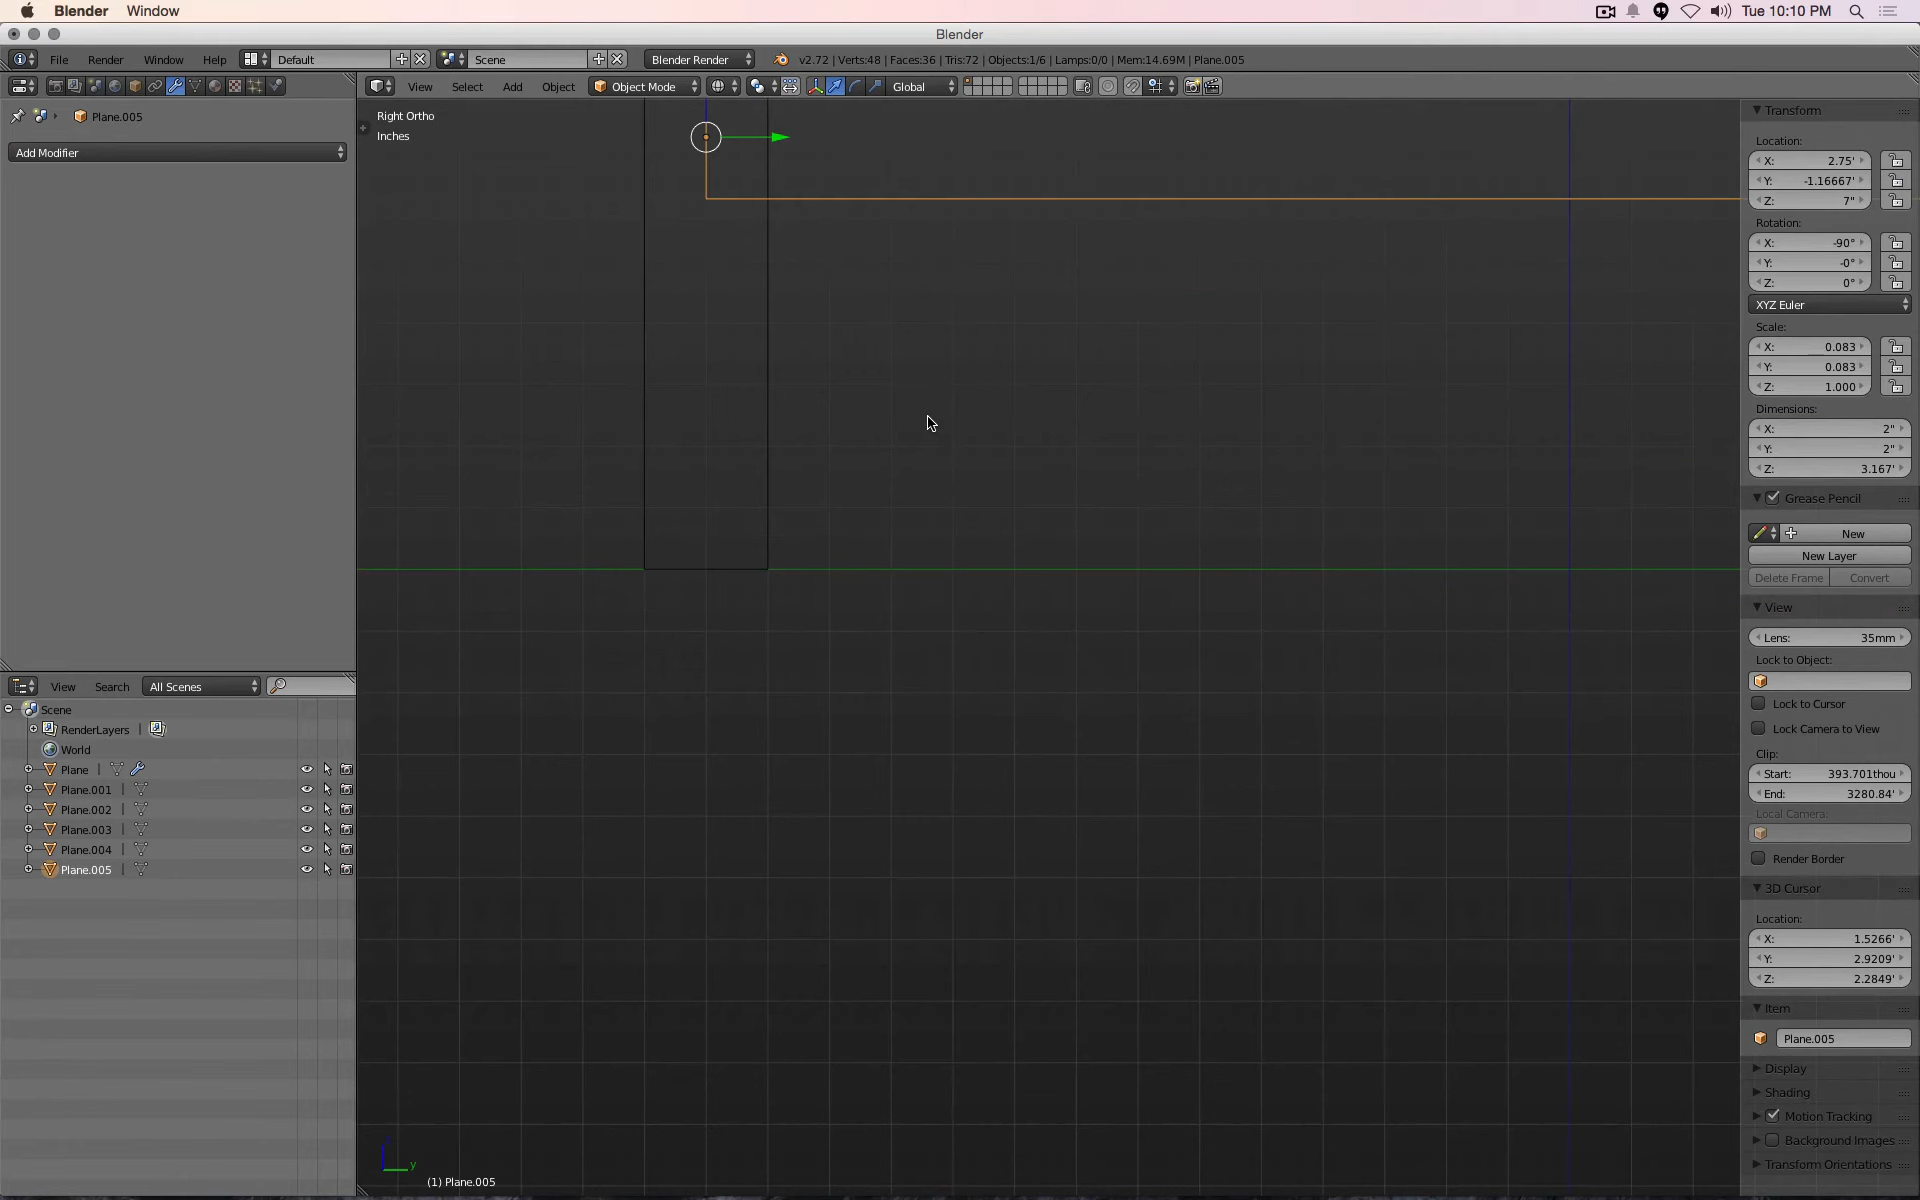 Blender Window Tue 10:10 PM
Blender
File Render Window Help Default Scene Blender Render v2.72 | Verts:48 | Faces:36 | Tris:72 | Objects:1/6 | Lamps:0/0 | Mem:14.69M | Plane.005
View Select Add Object Object Mode Global
Plane.005
Add Modifier
Right Ortho
Inches
Transform
Location:
X: 2.75'
Y: -1.16667'
Z: 7"
Rotation:
X: -90°
Y: -0°
Z: 0°
XYZ Euler
Scale:
X: 0.083
Y: 0.083
Z: 1.000
Dimensions:
X: 2"
Y: 2"
Z: 3.167'
Grease Pencil
New
New Layer
Delete Frame Convert
View
Lens: 35mm
Lock to Object:
Lock to Cursor
Lock Camera to View
Clip:
Start: 393.701thou
End: 3280.84'
Local Camera:
Render Border
3D Cursor
Location:
X: 1.5266'
Y: 2.9209'
Z: 2.2849'
Item
Plane.005
Display
Shading
Motion Tracking
Background Images
Transform Orientations
View Search All Scenes
Scene
RenderLayers |
World
Plane |
Plane.001 |
Plane.002 |
Plane.003 |
Plane.004 |
Plane.005 |
y
(1) Plane.005